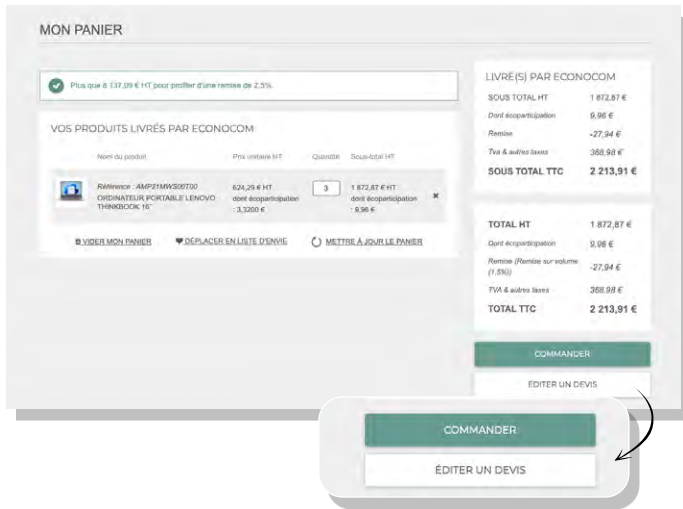 MON PANIER
Plus que 8 137,09 € HT pour profiter d'une remise de 2,5%.
VOS PRODUITS LIVRÉS PAR ECONOCOM
Nom du produit Prix unitaire HT Quantité Sous-total HT
Référence : AMP21MWS00T00 624,29 € HT 3 1 872,87 € HT
ORDINATEUR PORTABLE LENOVO dont écoparticipation dont écoparticipation
THINKBOOK 16" : 3,3200 € : 9,96 €
VIDER MON PANIER DÉPLACER EN LISTE D'ENVIE METTRE À JOUR LE PANIER
LIVRÉ(S) PAR ECONOCOM
SOUS TOTAL HT 1 872,87 €
Dont écoparticipation 9,96 €
Remise -27,94 €
Tva & autres taxes 368,98 €
SOUS TOTAL TTC 2 213,91 €
TOTAL HT 1 872,87 €
Dont écoparticipation 9,96 €
Remise (Remise sur volume
(1.5%)) -27,94 €
TVA & autres taxes 368,98 €
TOTAL TTC 2 213,91 €
COMMANDER
ÉDITER UN DEVIS
COMMANDER
ÉDITER UN DEVIS